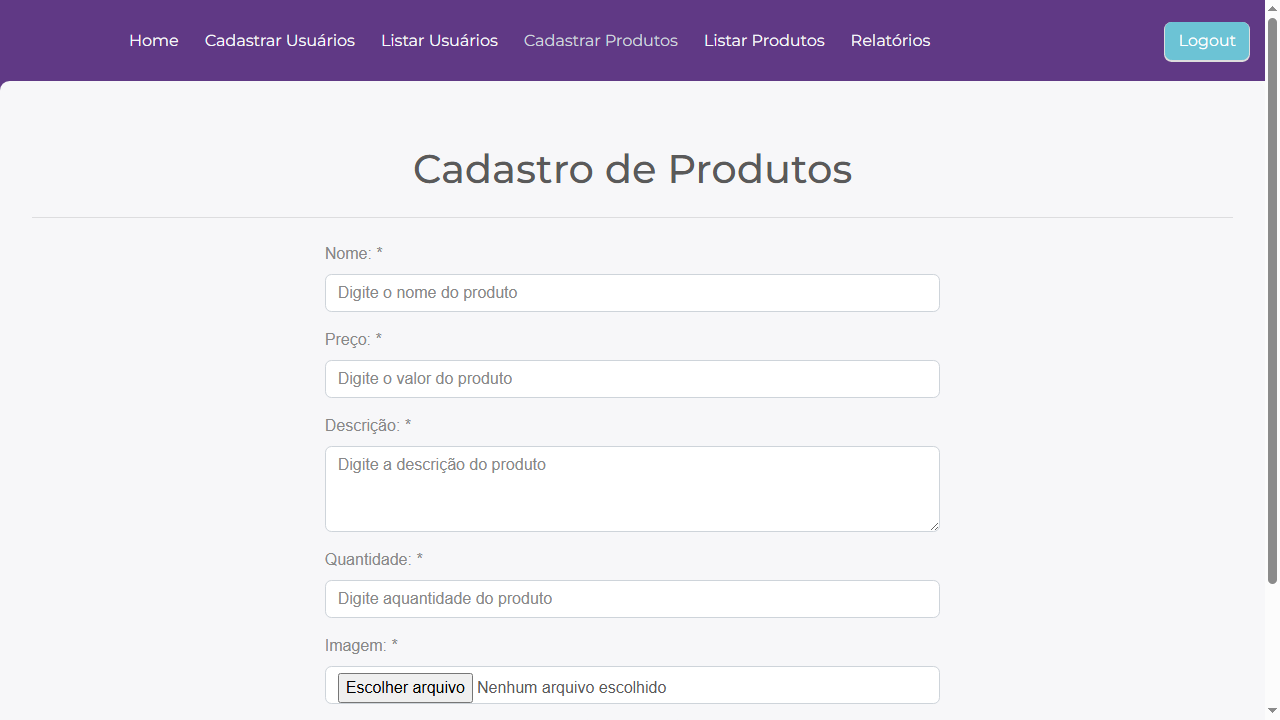 Home Cadastrar Usuários Listar Usuários Cadastrar Produtos Listar Produtos Relatórios Logout
Cadastro de Produtos
Nome: *
Digite o nome do produto
Preço: *
Digite o valor do produto
Descrição: *
Digite a descrição do produto
Quantidade: *
Digite aquantidade do produto
Imagem: *
Escolher arquivo Nenhum arquivo escolhido